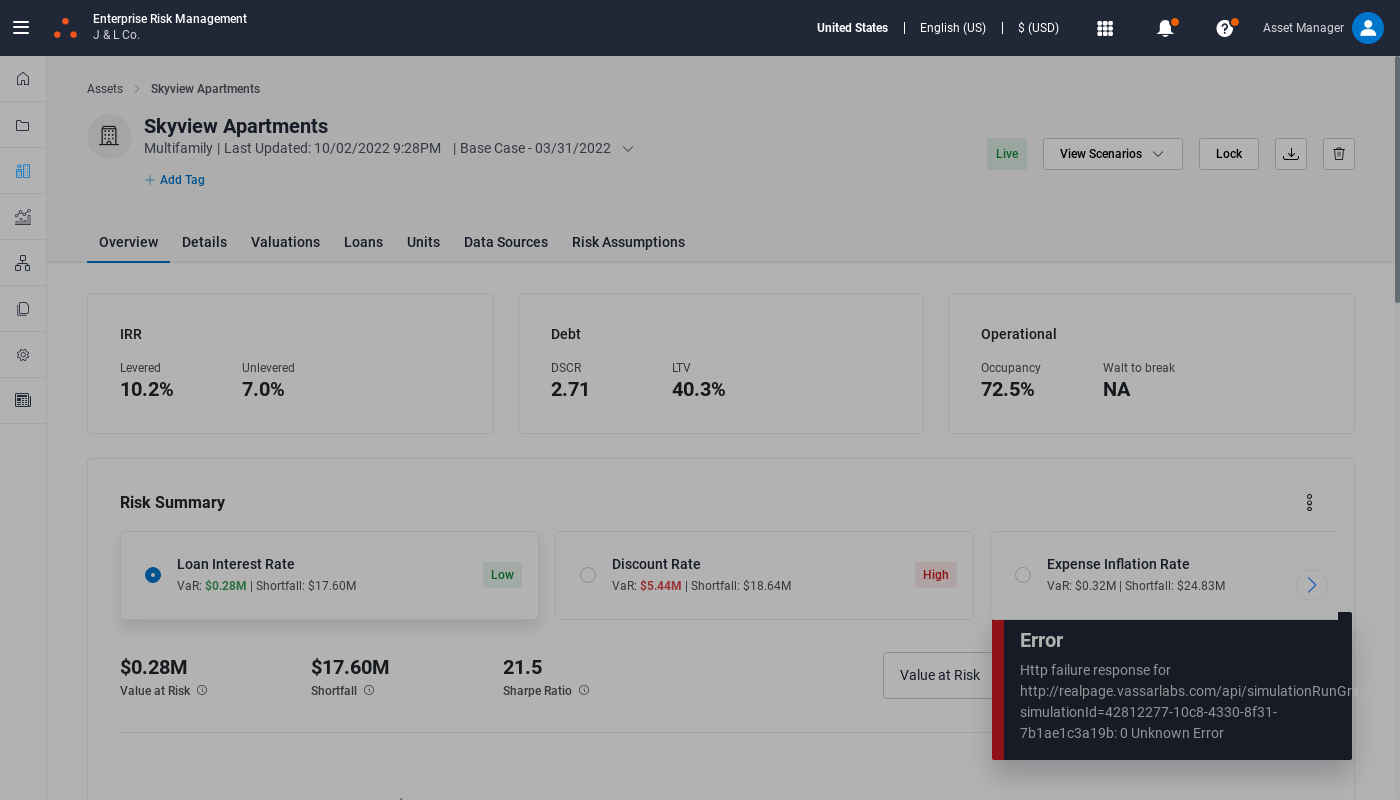 Enterprise Risk Management
J & L Co.
United States
English (US)
$ (USD)
Asset Manager
Assets
Skyview Apartments
Skyview Apartments
Multifamily | Last Updated: 10/02/2022 9:28PM | Base Case - 03/31/2022
+ Add Tag
Live
View Scenarios
Lock
Overview
Details
Valuations
Loans
Units
Data Sources
Risk Assumptions
IRR
Levered
Unlevered
10.2%
7.0%
Debt
DSCR
LTV
2.71
40.3%
Operational
Occupancy
Walt to break
72.5%
NA
Risk Summary
Loan Interest Rate
VaR: $0.28M | Shortfall: $17.60M
Low
Discount Rate
VaR: $5.44M | Shortfall: $18.64M
High
Expense Inflation Rate
VaR: $0.32M | Shortfall: $24.83M
$0.28M
Value at Risk
$17.60M
Shortfall
21.5
Sharpe Ratio
Value at Risk
Error
Http failure response for
http://realpage.vassarlabs.com/api/simulationRunGr
simulationId=42812277-10c8-4330-8f31-
7b1ae1c3a19b: 0 Unknown Error